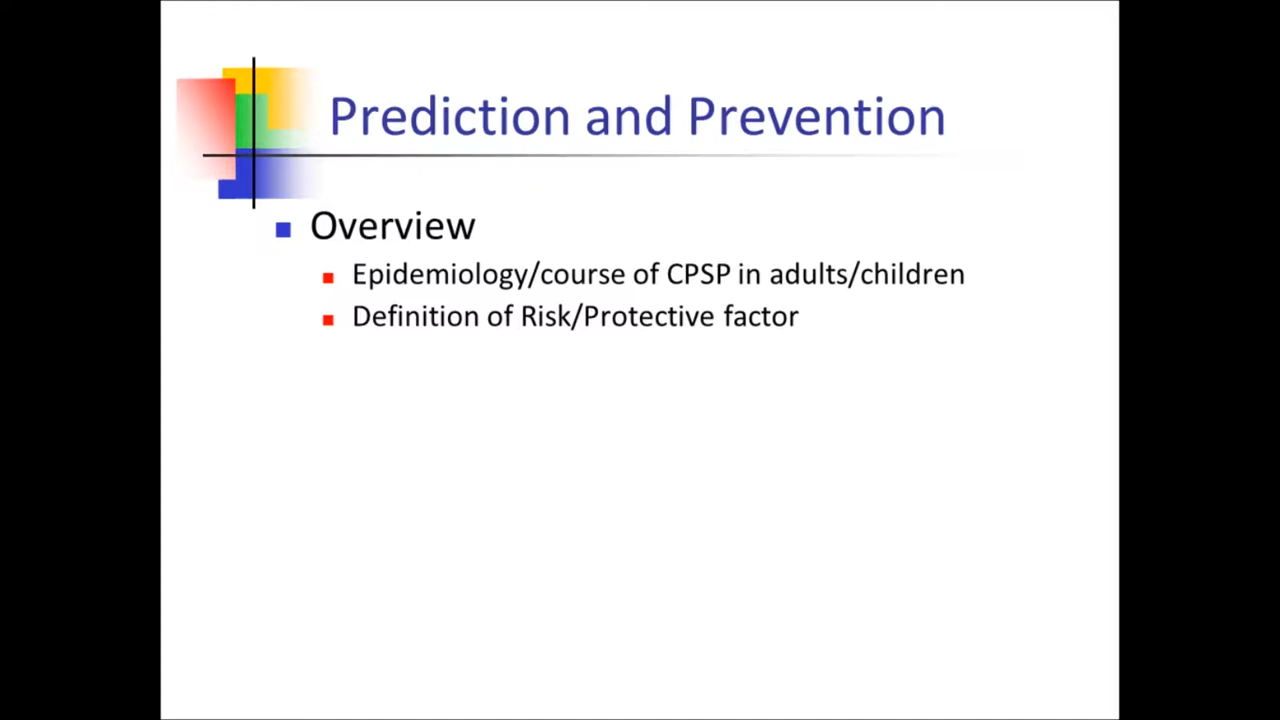 Prediction and Prevention
Overview
Epidemiology/course of CPSP in adults/children
Definition of Risk/Protective factor